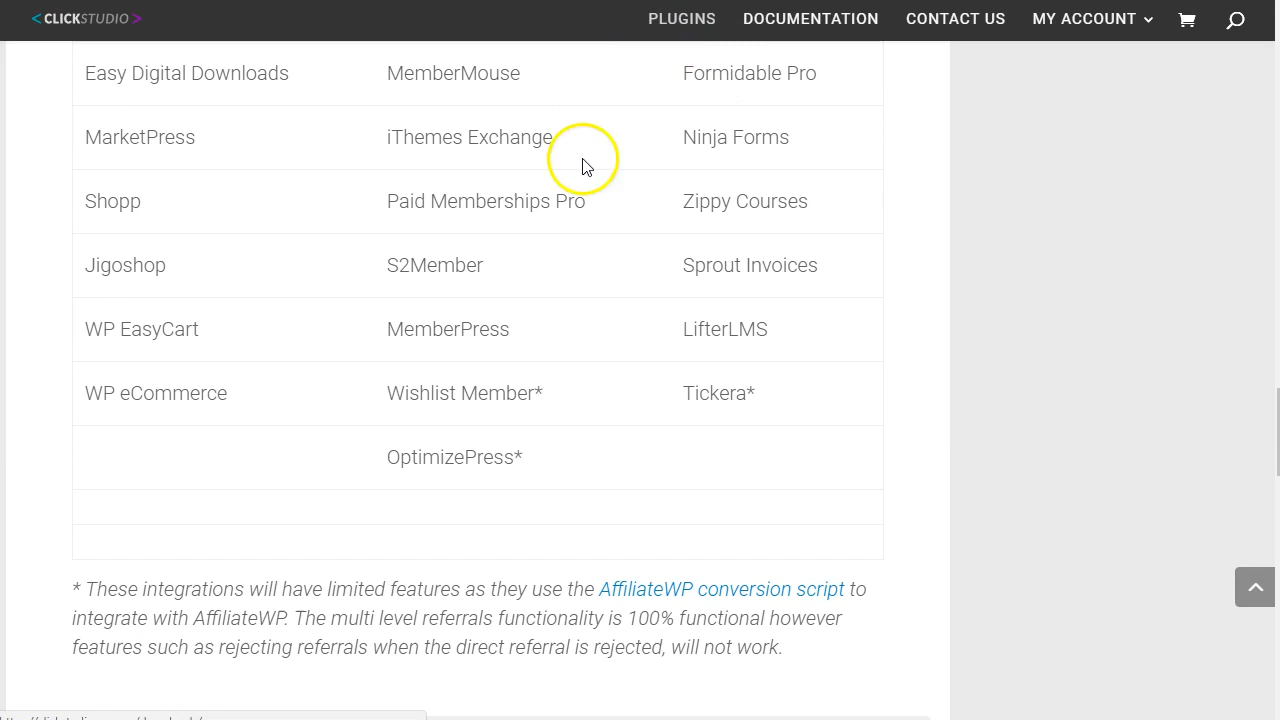 <CLICKSTUDIO> PLUGINS DOCUMENTATION CONTACT US MY ACCOUNT
Easy Digital Downloads MemberMouse Formidable Pro
MarketPress iThemes Exchange Ninja Forms
Shopp Paid Memberships Pro Zippy Courses
Jigoshop S2Member Sprout Invoices
WP EasyCart MemberPress LifterLMS
WP eCommerce Wishlist Member* Tickera*
OptimizePress*
* These integrations will have limited features as they use the AffiliateWP conversion script to
integrate with AffiliateWP. The multi level referrals functionality is 100% functional however
features such as rejecting referrals when the direct referral is rejected, will not work.